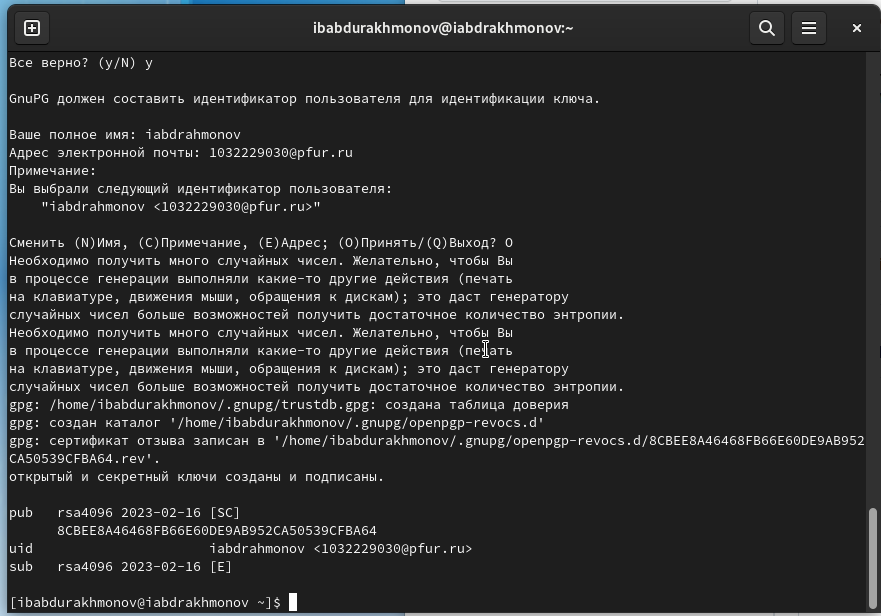 ibabdurakhmonov@iabdrakhmonov:~
Все верно? (y/N) y
GnuPG должен составить идентификатор пользователя для идентификации ключа.
Ваше полное имя: iabdrahmonov
Адрес электронной почты: 1032229030@pfur.ru
Примечание:
Вы выбрали следующий идентификатор пользователя:
"iabdrahmonov <1032229030@pfur.ru>"
Сменить (N)Имя, (C)Примечание, (E)Адрес; (O)Принять/(Q)Выход? O
Необходимо получить много случайных чисел. Желательно, чтобы Вы
в процессе генерации выполняли какие-то другие действия (печать
на клавиатуре, движения мыши, обращения к дискам); это даст генератору
случайных чисел больше возможностей получить достаточное количество энтропии.
Необходимо получить много случайных чисел. Желательно, чтобы Вы
в процессе генерации выполняли какие-то другие действия (печать
на клавиатуре, движения мыши, обращения к дискам); это даст генератору
случайных чисел больше возможностей получить достаточное количество энтропии.
gpg: /home/ibabdurakhmonov/.gnupg/trustdb.gpg: создана таблица доверия
gpg: создан каталог '/home/ibabdurakhmonov/.gnupg/openpgp-revocs.d'
gpg: сертификат отзыва записан в '/home/ibabdurakhmonov/.gnupg/openpgp-revocs.d/8CBEE8A46468FB66E60DE9AB952
CA50539CFBA64.rev'.
открытый и секретный ключи созданы и подписаны.
pub   rsa4096 2023-02-16 [SC]
8CBEE8A46468FB66E60DE9AB952CA50539CFBA64
uid                      iabdrahmonov <1032229030@pfur.ru>
sub   rsa4096 2023-02-16 [E]
[ibabdurakhmonov@iabdrakhmonov ~]$